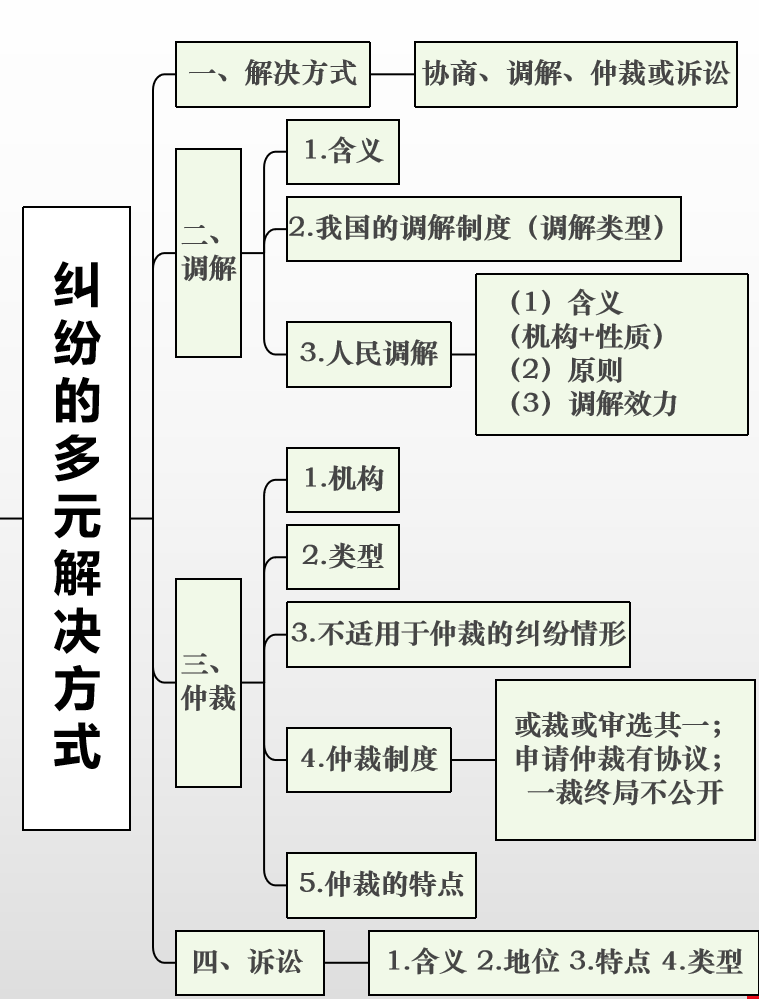 纠纷的多元解决方式
一、解决方式
协商、调解、仲裁或诉讼
二、
调解
1.含义
2.我国的调解制度（调解类型）
3.人民调解
（1）含义
（机构+性质）
（2）原则
（3）调解效力
三、
仲裁
1.机构
2.类型
3.不适用于仲裁的纠纷情形
4.仲裁制度
或裁或审选其一；
申请仲裁有协议；
一裁终局不公开
5.仲裁的特点
四、诉讼
1.含义 2.地位 3.特点 4.类型